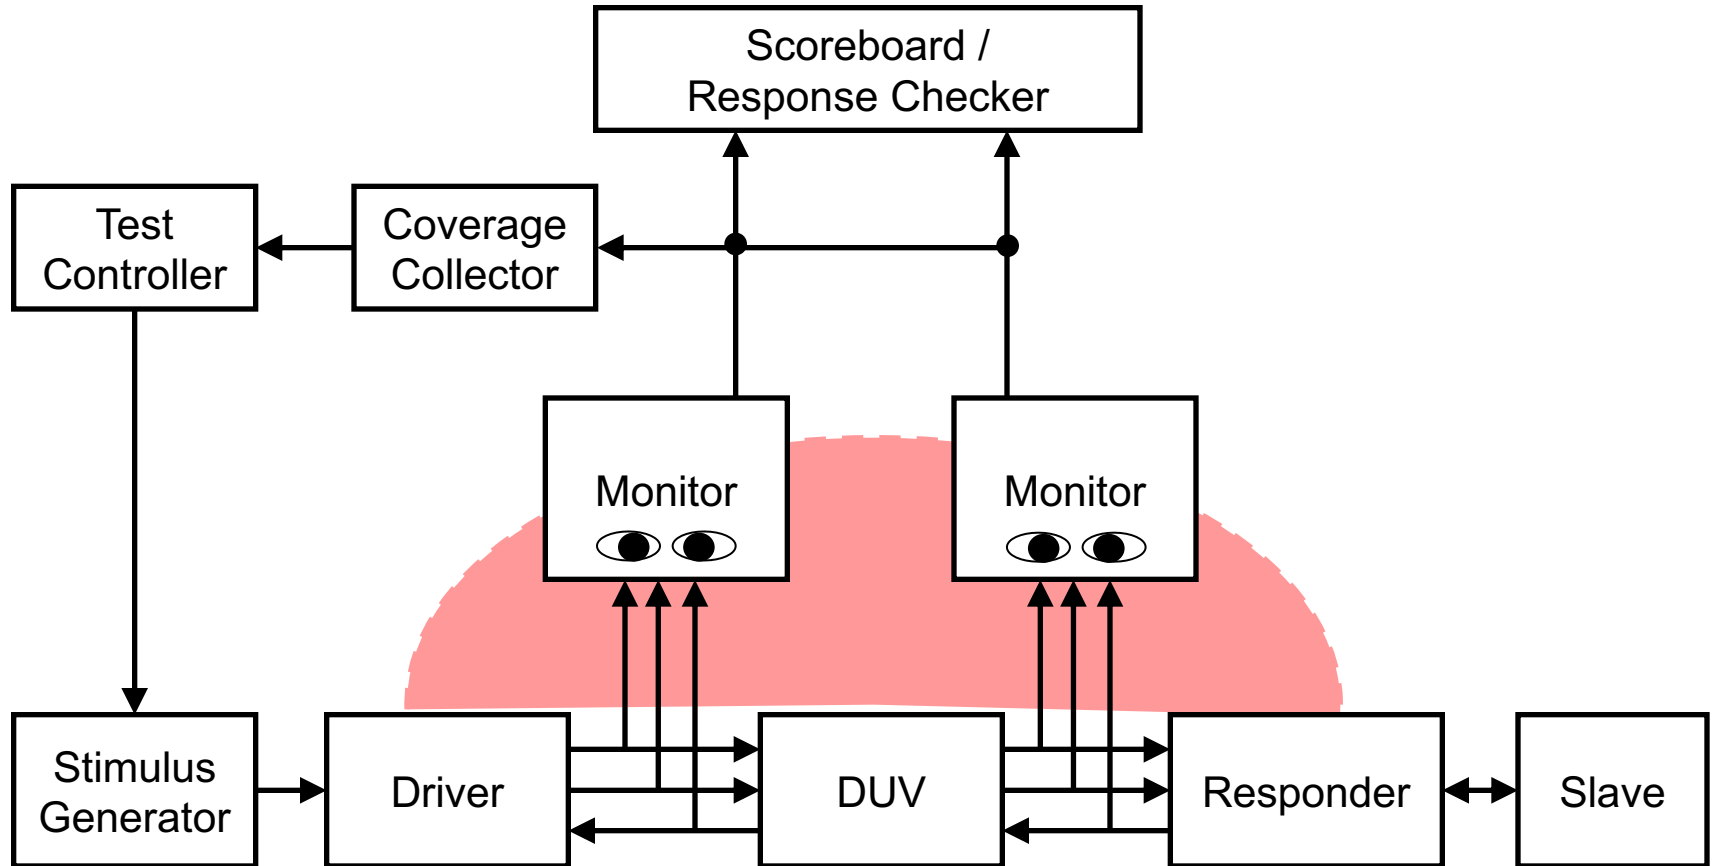 Scoreboard /
Response Checker
Test
Controller
Coverage
Collector
Monitor
Monitor
Stimulus
Generator
Driver
DUV
Responder
Slave